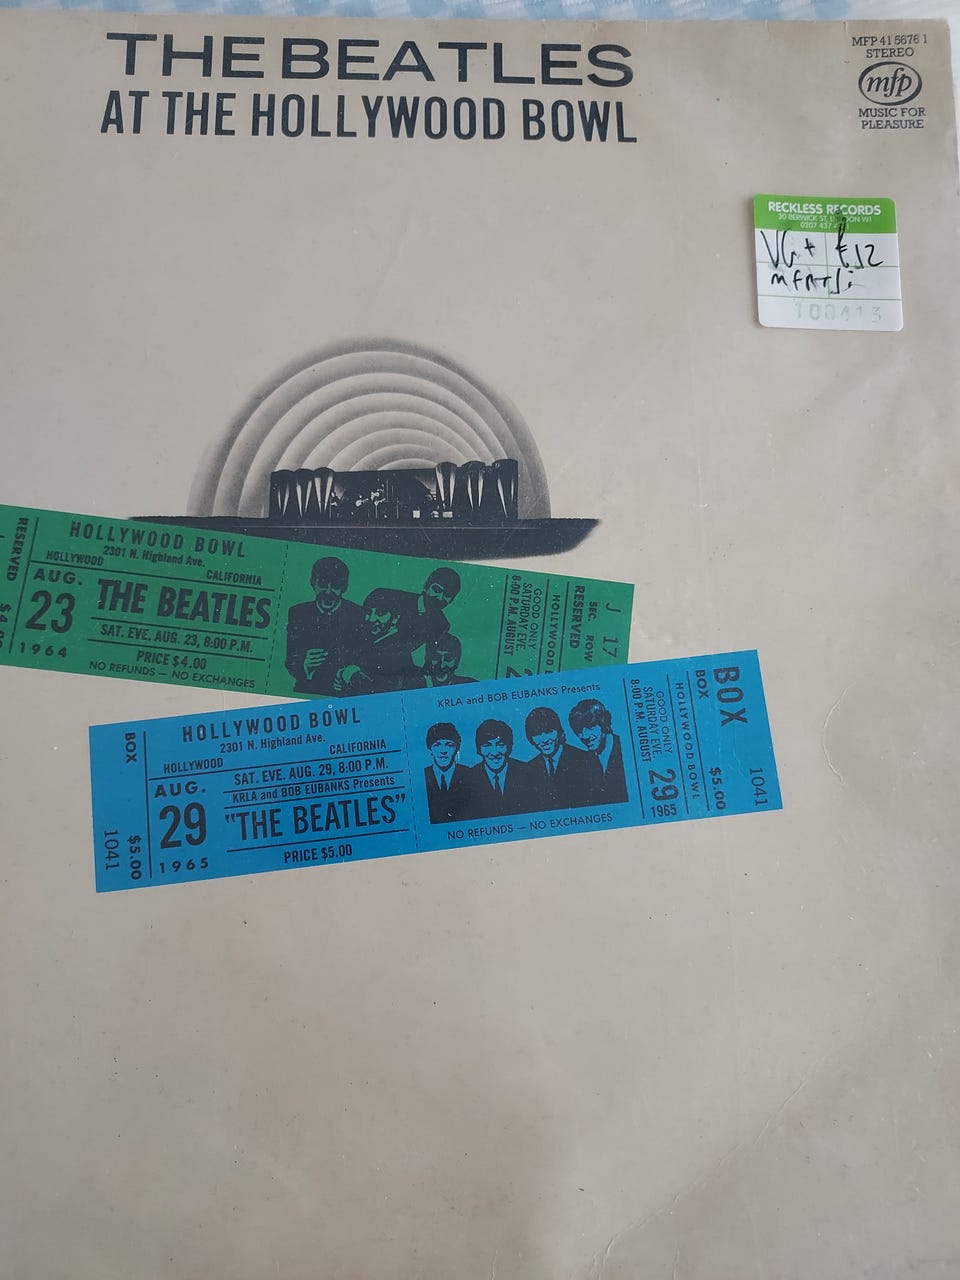 THE BEATLES
AT THE HOLLYWOOD BOWL
MFP 41 5676 1
STEREO
mfp
MUSIC FOR
PLEASURE
RECKLESS RECORDS
30 BERWICK ST, LONDON W1
0207 437
VG + £12
100413
RESERVED
HOLLYWOOD BOWL
2301 N. Highland Ave.
HOLLYWOOD CALIFORNIA
AUG.
23
1964
THE BEATLES
SAT. EVE. AUG. 23, 8:00 P.M.
PRICE $4.00
NO REFUNDS — NO EXCHANGES
GOOD ONLY
SATURDAY EVE.
8:00 P.M. AUGUST
HOLLYWOOD
RESERVED
SEC. ROW
J 17
BOX
1041
$5.00
HOLLYWOOD BOWL
2301 N. Highland Ave.
HOLLYWOOD CALIFORNIA
AUG.
29
1965
SAT. EVE. AUG. 29, 8:00 P.M.
KRLA and BOB EUBANKS Presents
"THE BEATLES"
PRICE $5.00
KRLA and BOB EUBANKS Presents
NO REFUNDS — NO EXCHANGES
GOOD ONLY
SATURDAY EVE.
8:00 P.M. AUGUST
29
1965
HOLLYWOOD BOWL
BOX
$5.00
BOX
1041